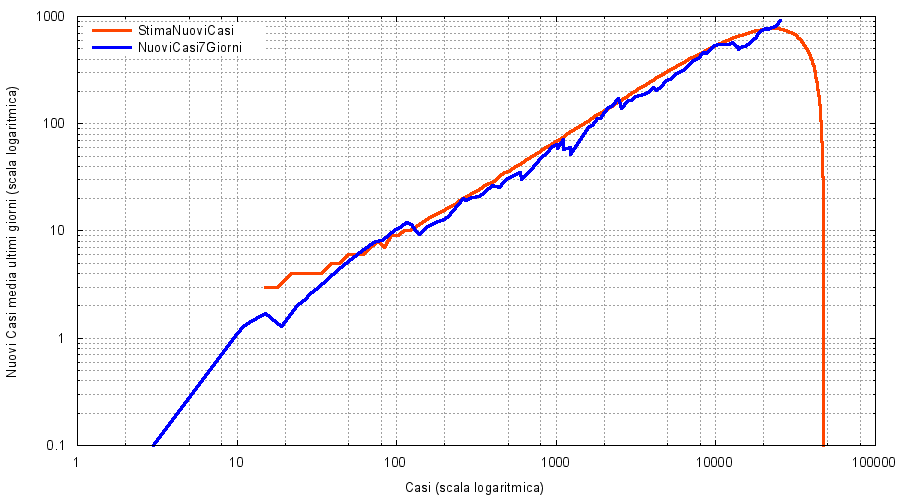 1000
StimaNuoviCasi
NuoviCasi7Giorni
100
10
1
0.1
Nuovi Casi media ultimi giorni (scala logaritmica)
1
10
100
1000
10000
100000
Casi (scala logaritmica)